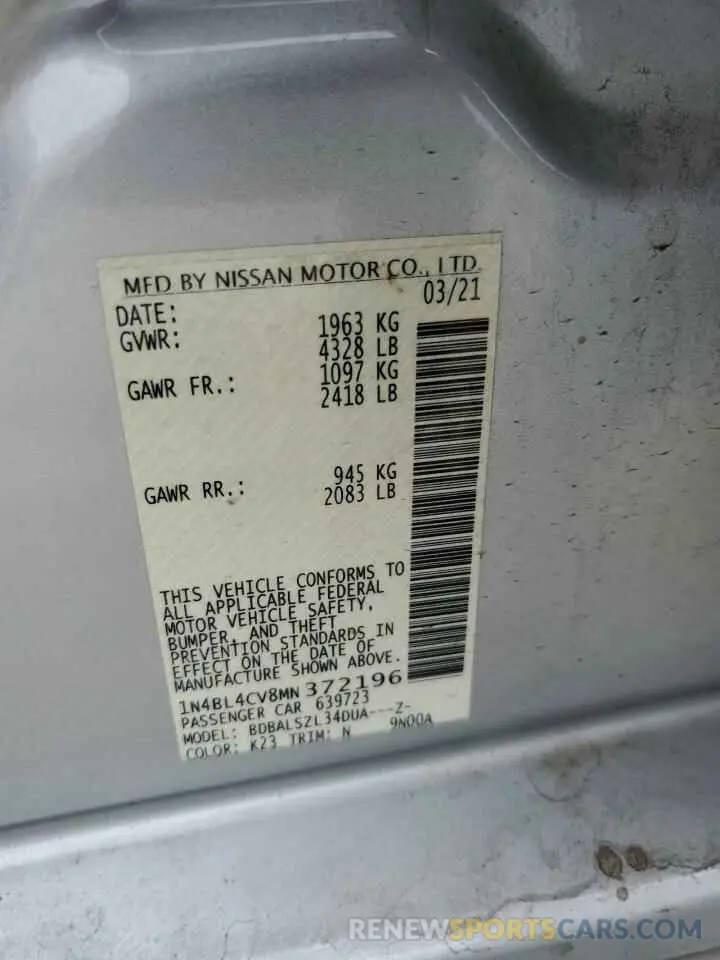 MFD BY NISSAN MOTOR CO., LTD.
DATE: 03/21
GVWR: 1963 KG
4328 LB
GAWR FR.: 1097 KG
2418 LB
GAWR RR.: 945 KG
2083 LB
THIS VEHICLE CONFORMS TO
ALL APPLICABLE FEDERAL
MOTOR VEHICLE SAFETY,
BUMPER, AND THEFT
PREVENTION STANDARDS IN
EFFECT ON THE DATE OF
MANUFACTURE SHOWN ABOVE.
1N4BL4CV8MN 372196
PASSENGER CAR 639723
MODEL: BDBALSZL34DUA---Z-
COLOR: K23 TRIM: N 9N00A
RENEWSPORTSCARS.COM